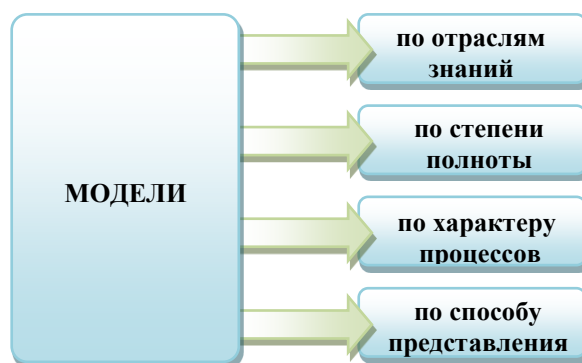 МОДЕЛИ
по отраслям
знаний
по степени
полноты
по характеру
процессов
по способу
представления